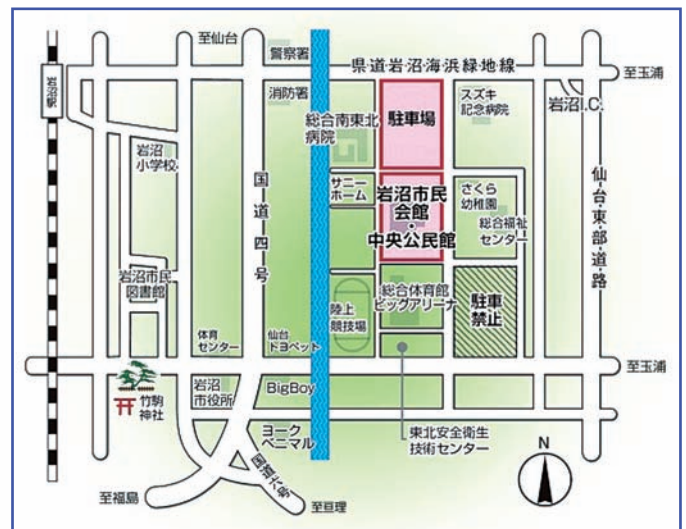 至仙台
警察署
県道岩沼海浜緑地線
至玉浦
岩沼駅
消防署
総合南東北
病院
駐車場
スズキ
記念病院
岩沼I.C.
岩沼
小学校
国道四号
サニー
ホーム
岩沼市民
会館
・
中央公民館
さくら
幼稚園
総合福祉
センター
仙台東部道路
岩沼市民
図書館
陸上
競技場
総合体育館
ビッグアリーナ
駐車
禁止
体育
センター
仙台
トヨペット
至玉浦
竹駒
神社
岩沼
市役所
BigBoy
ヨーク
ベニマル
東北安全衛生
技術センター
N
国道六号
至福島
至亘理